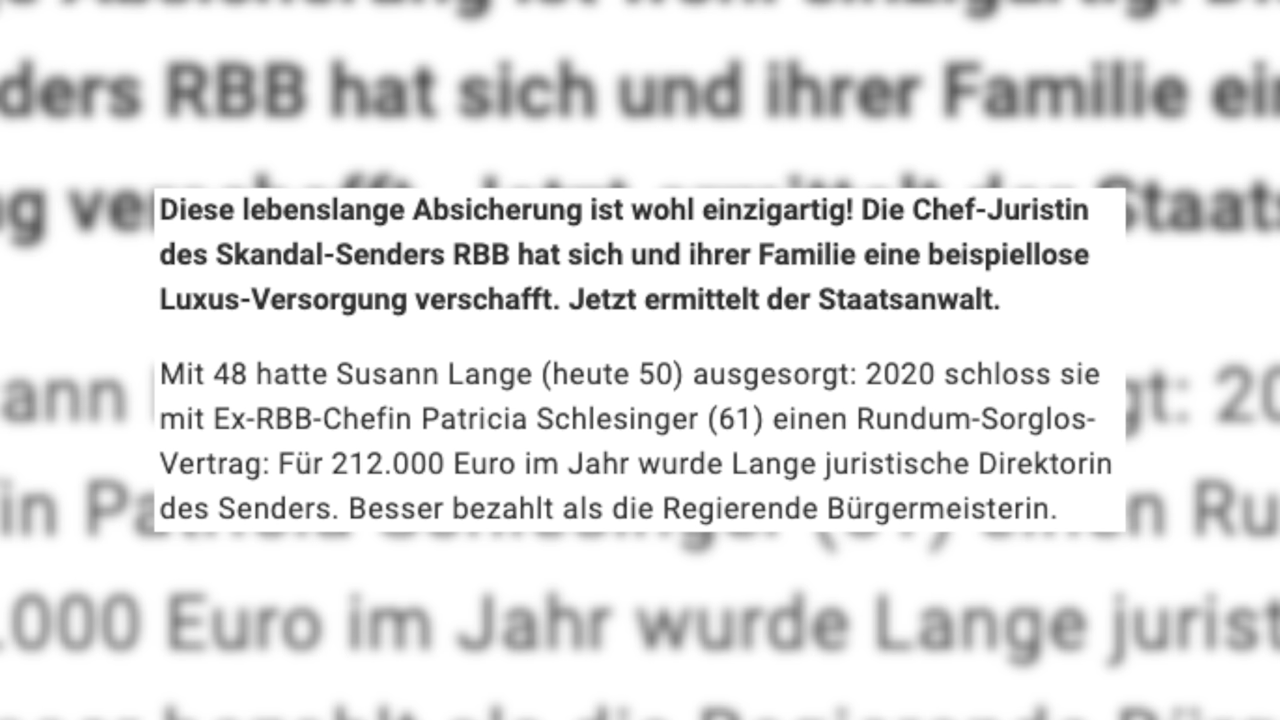 Diese lebenslange Absicherung ist wohl einzigartig! Die Chef-Juristin
des Skandal-Senders RBB hat sich und ihrer Familie eine beispiellose
Luxus-Versorgung verschafft. Jetzt ermittelt der Staatsanwalt.
Mit 48 hatte Susann Lange (heute 50) ausgesorgt: 2020 schloss sie
mit Ex-RBB-Chefin Patricia Schlesinger (61) einen Rundum-Sorglos-
Vertrag: Für 212.000 Euro im Jahr wurde Lange juristische Direktorin
des Senders. Besser bezahlt als die Regierende Bürgermeisterin.